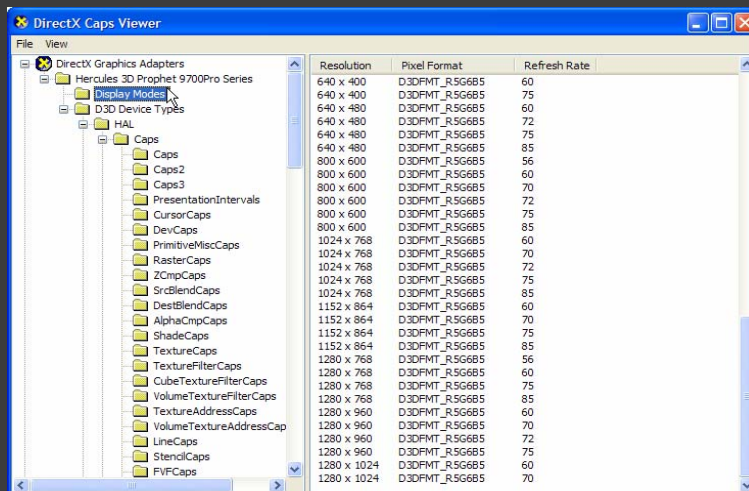 DirectX Caps Viewer
File View
DirectX Graphics Adapters
Hercules 3D Prophet 9700Pro Series
Display Modes
D3D Device Types
HAL
Caps
Caps
Caps2
Caps3
PresentationIntervals
CursorCaps
DevCaps
PrimitiveMiscCaps
RasterCaps
ZCmpCaps
SrcBlendCaps
DestBlendCaps
AlphaCmpCaps
ShadeCaps
TextureCaps
TextureFilterCaps
CubeTextureFilterCaps
VolumeTextureFilterCaps
TextureAddressCaps
VolumeTextureAddressCap
LineCaps
StencilCaps
FVFCaps
Resolution Pixel Format Refresh Rate
640 x 400 D3DFMT_R5G6B5 60
640 x 400 D3DFMT_R5G6B5 75
640 x 480 D3DFMT_R5G6B5 60
640 x 480 D3DFMT_R5G6B5 72
640 x 480 D3DFMT_R5G6B5 75
640 x 480 D3DFMT_R5G6B5 85
800 x 600 D3DFMT_R5G6B5 56
800 x 600 D3DFMT_R5G6B5 60
800 x 600 D3DFMT_R5G6B5 70
800 x 600 D3DFMT_R5G6B5 72
800 x 600 D3DFMT_R5G6B5 75
800 x 600 D3DFMT_R5G6B5 85
1024 x 768 D3DFMT_R5G6B5 60
1024 x 768 D3DFMT_R5G6B5 70
1024 x 768 D3DFMT_R5G6B5 72
1024 x 768 D3DFMT_R5G6B5 75
1024 x 768 D3DFMT_R5G6B5 85
1152 x 864 D3DFMT_R5G6B5 60
1152 x 864 D3DFMT_R5G6B5 70
1152 x 864 D3DFMT_R5G6B5 75
1152 x 864 D3DFMT_R5G6B5 85
1280 x 768 D3DFMT_R5G6B5 56
1280 x 768 D3DFMT_R5G6B5 60
1280 x 768 D3DFMT_R5G6B5 75
1280 x 768 D3DFMT_R5G6B5 85
1280 x 960 D3DFMT_R5G6B5 60
1280 x 960 D3DFMT_R5G6B5 70
1280 x 960 D3DFMT_R5G6B5 72
1280 x 960 D3DFMT_R5G6B5 75
1280 x 1024 D3DFMT_R5G6B5 60
1280 x 1024 D3DFMT_R5G6B5 70